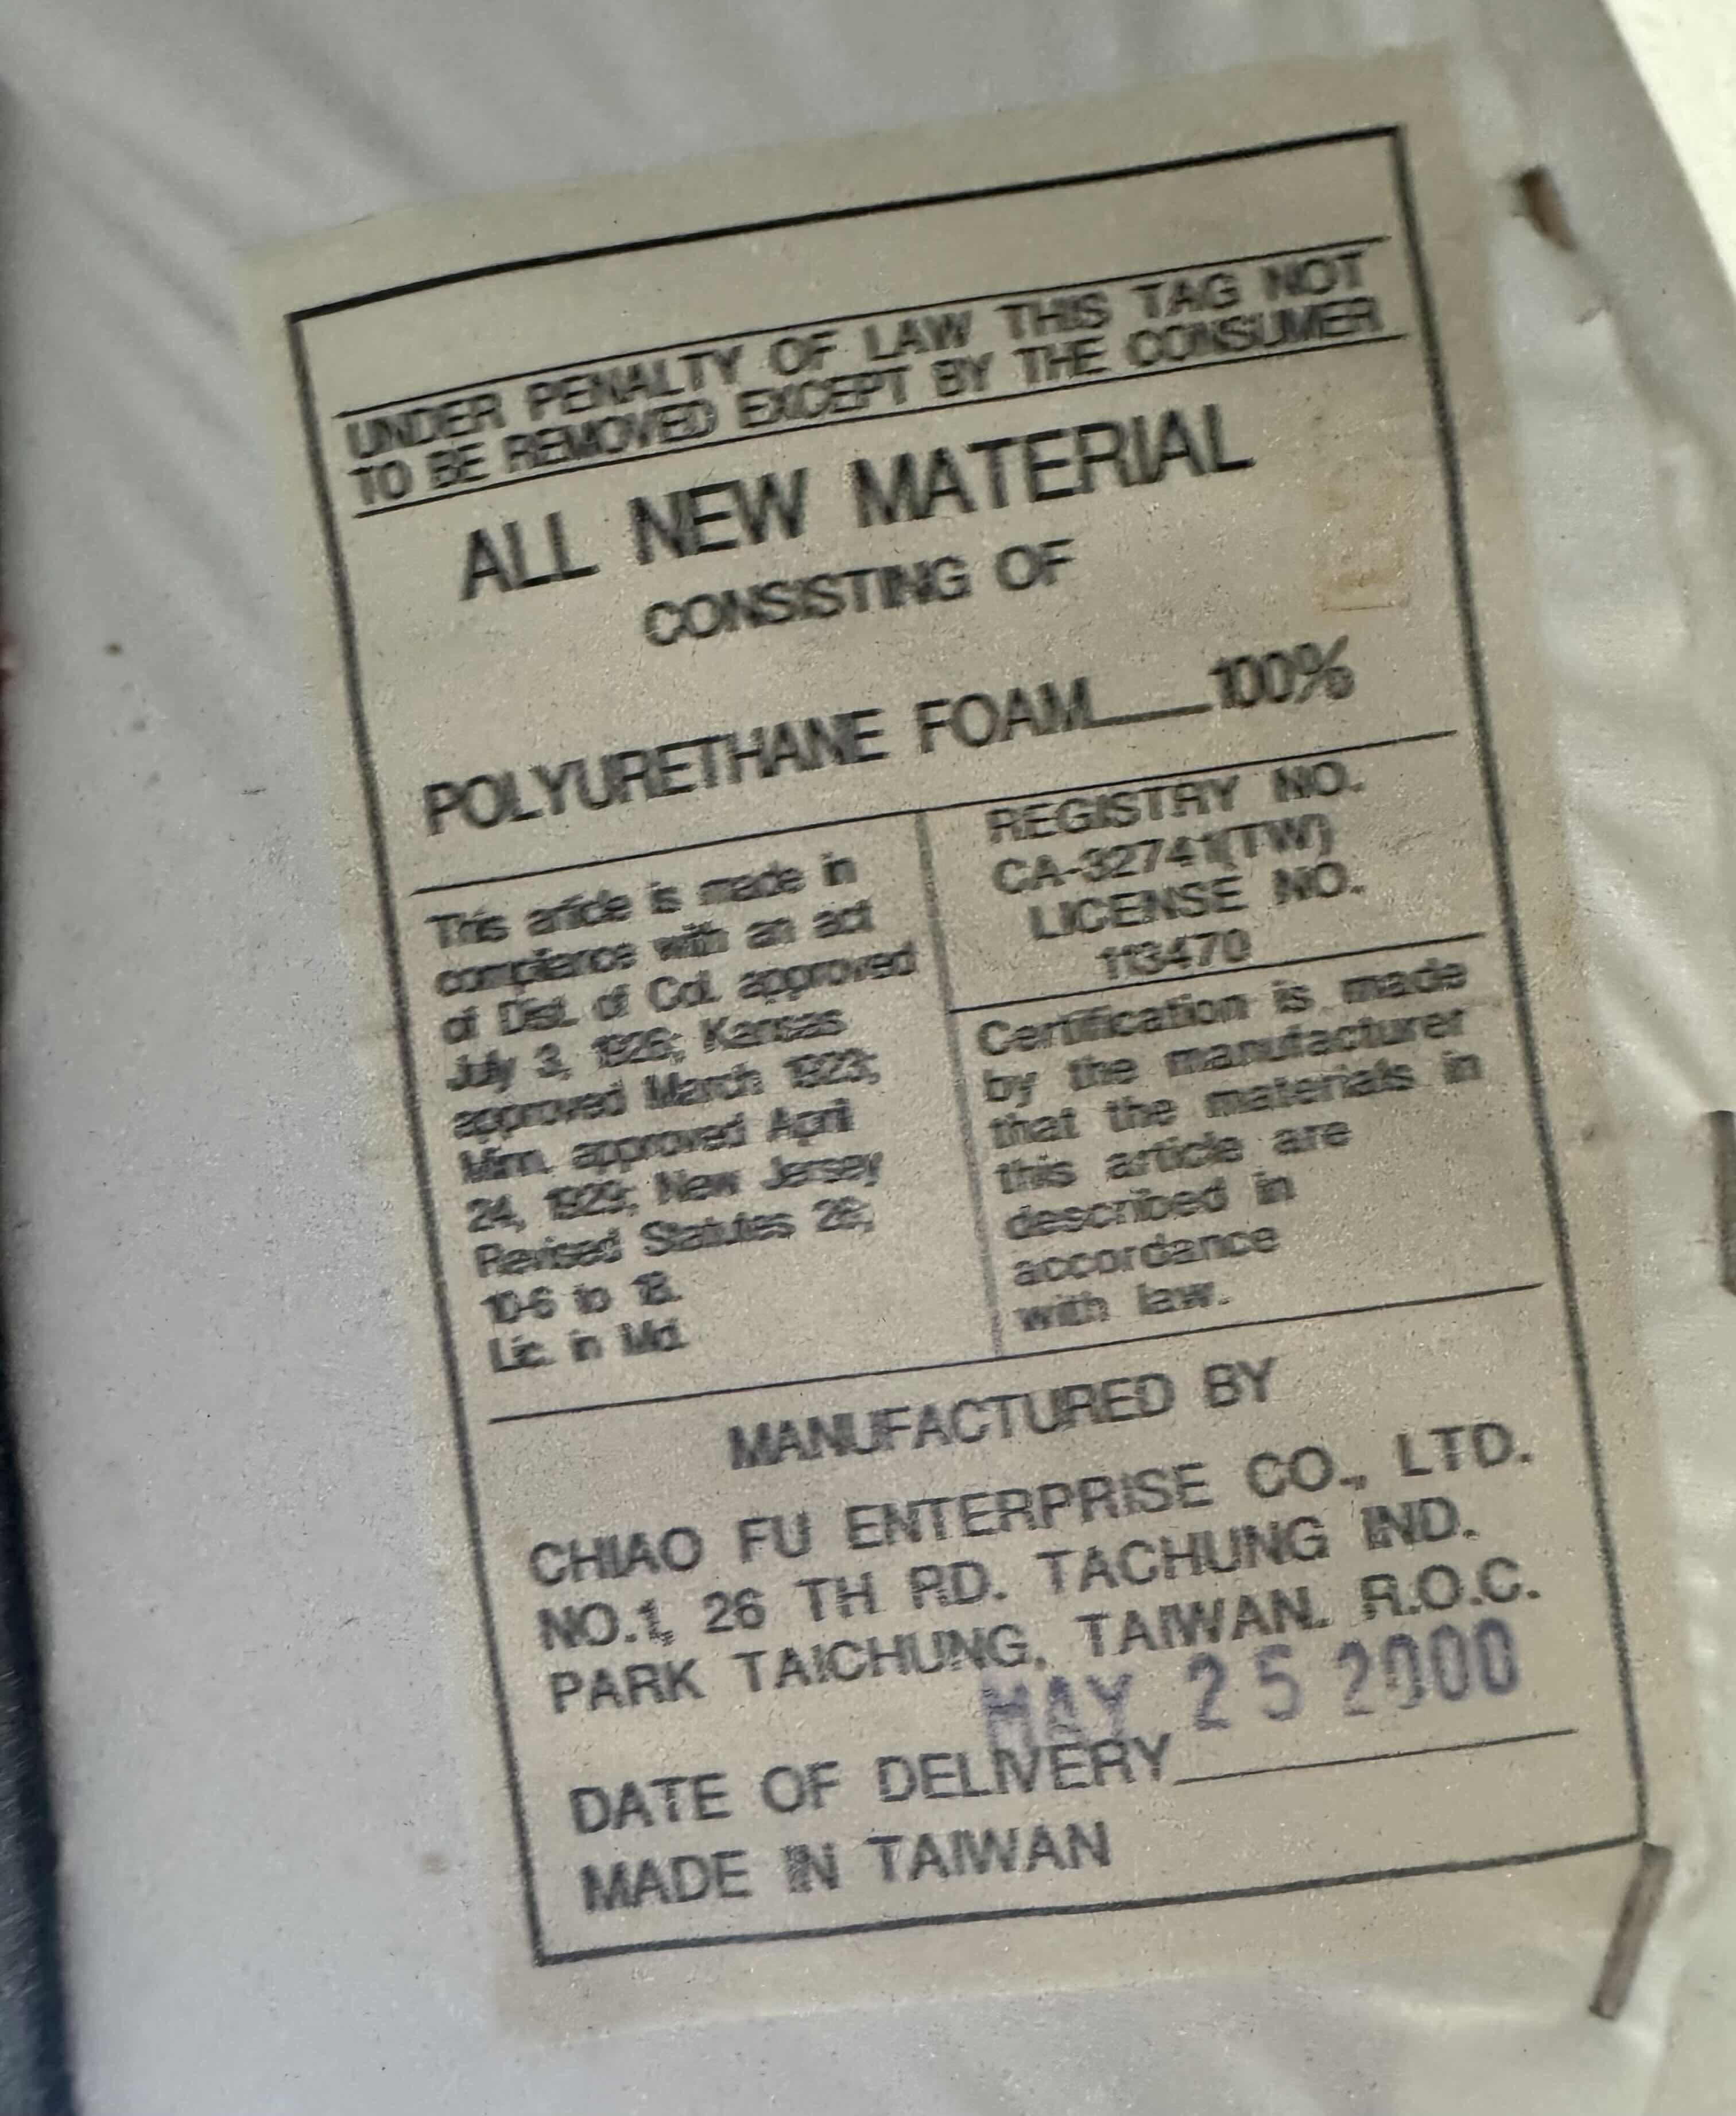 UNDER PENALTY OF LAW THIS TAG NOT
TO BE REMOVED EXCEPT BY THE CONSUMER
ALL NEW MATERIAL
CONSISTING OF
POLYURETHANE FOAM___100%
This article is made in
compliance with an act
of Dist. of Col. approved
July 3, 1926; Kansas
approved March 1923;
Minn. approved April
24, 1929; New Jersey
Revised Statutes 26;
10-6 to 18.
Lic. in Md.
REGISTRY NO.
CA-32741(TW)
LICENSE NO.
113470
Certification is made
by the manufacturer
that the materials in
this article are
described in
accordance
with law.
MANUFACTURED BY
CHIAO FU ENTERPRISE CO., LTD.
NO.1, 26 TH RD. TACHUNG IND.
PARK TAICHUNG, TAIWAN. R.O.C.
MAY 25 2000
DATE OF DELIVERY___
MADE IN TAIWAN